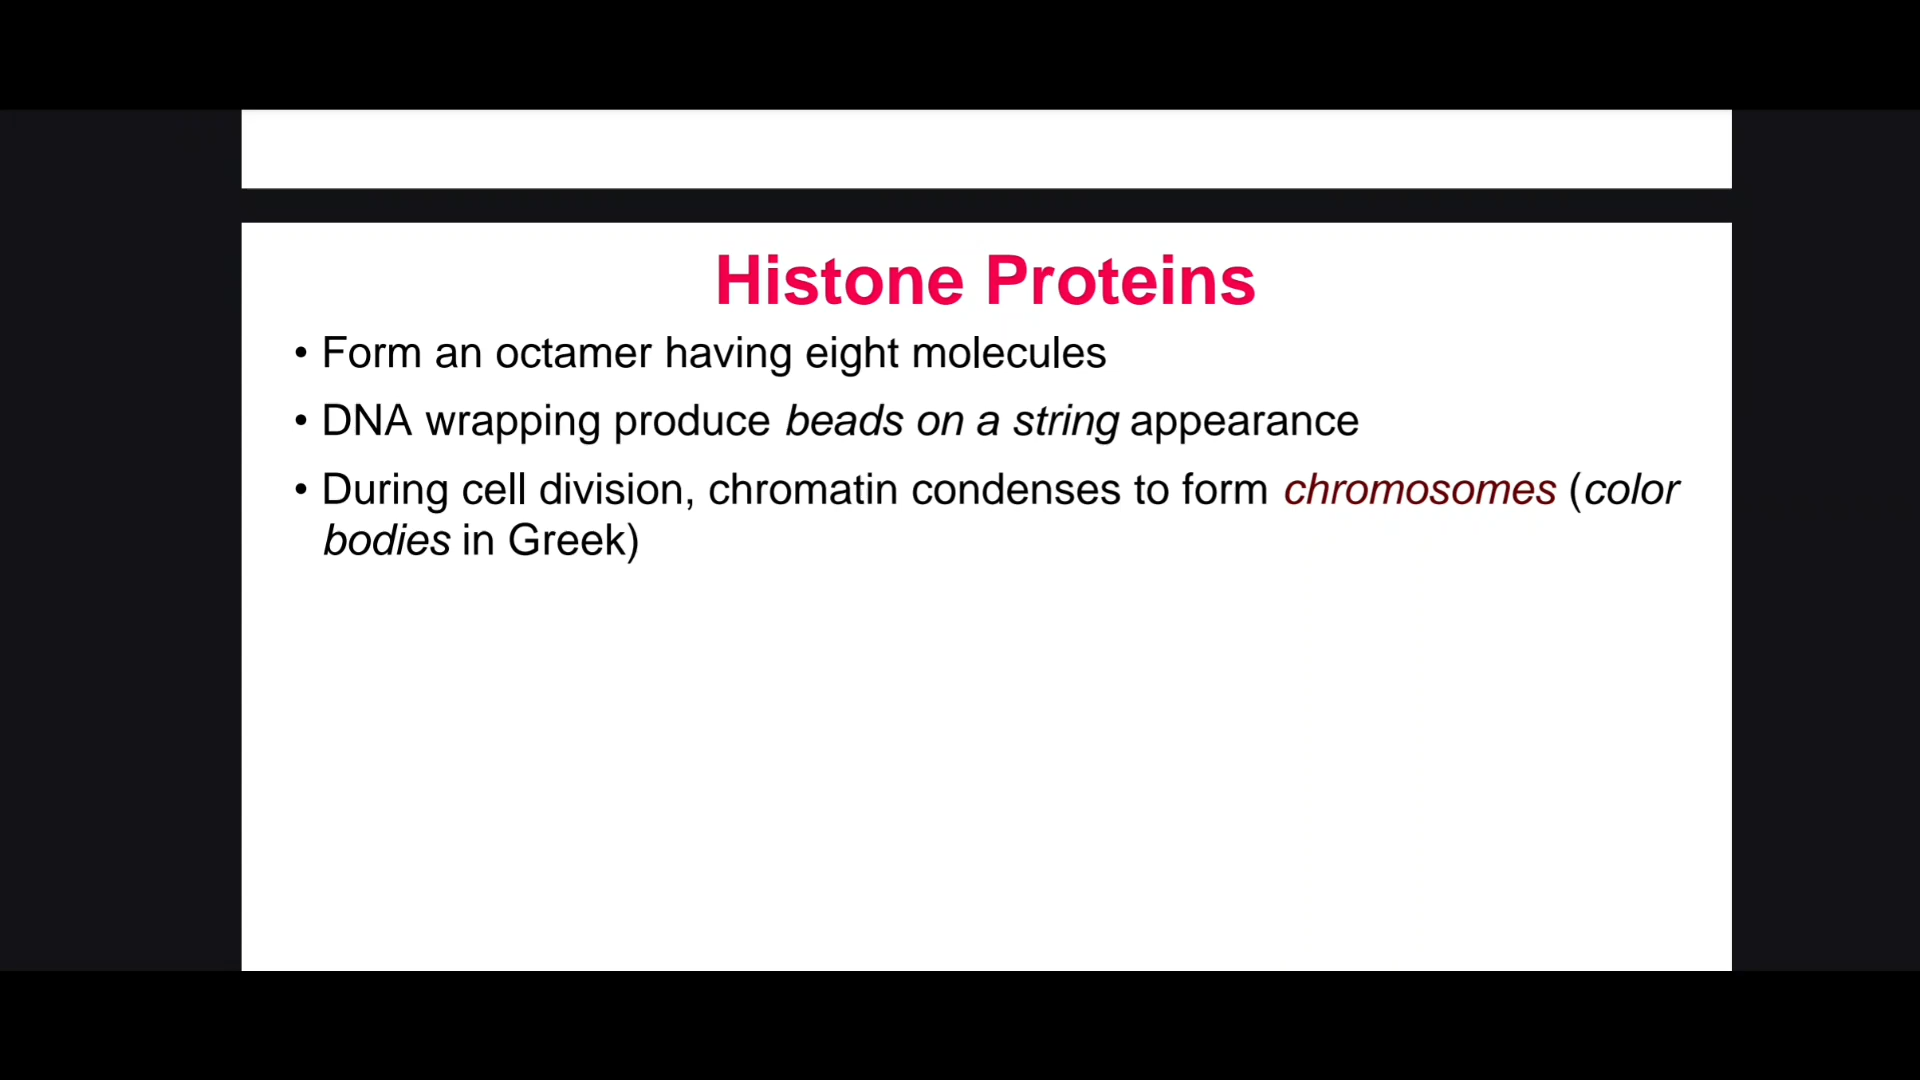 Histone Proteins
• Form an octamer having eight molecules
• DNA wrapping produce beads on a string appearance
• During cell division, chromatin condenses to form chromosomes (color
bodies in Greek)